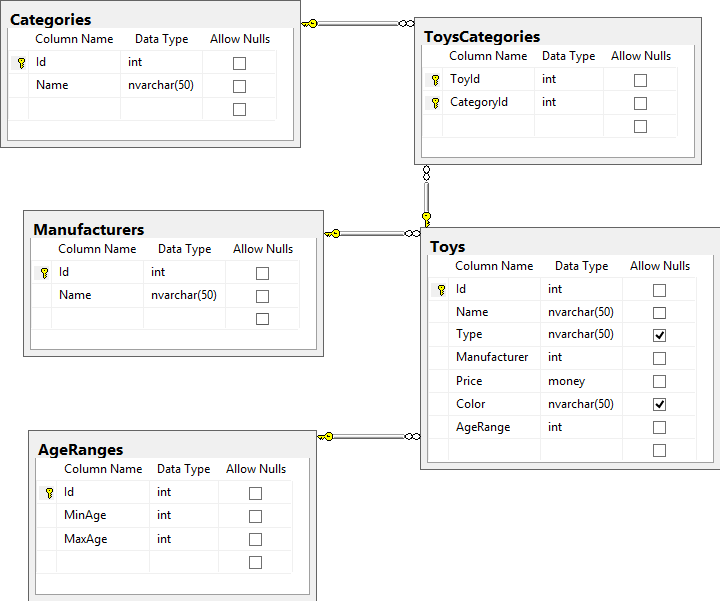 Categories
Column Name Data Type Allow Nulls
Id int
Name nvarchar(50)
ToysCategories
Column Name Data Type Allow Nulls
ToyId int
CategoryId int
Manufacturers
Column Name Data Type Allow Nulls
Id int
Name nvarchar(50)
Toys
Column Name Data Type Allow Nulls
Id int
Name nvarchar(50)
Type nvarchar(50)
Manufacturer int
Price money
Color nvarchar(50)
AgeRange int
AgeRanges
Column Name Data Type Allow Nulls
Id int
MinAge int
MaxAge int